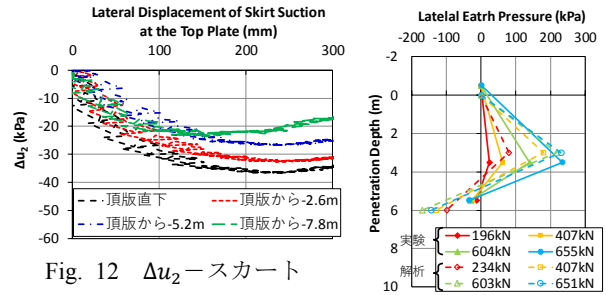 Lateral Displacement of Skirt Suction
at the Top Plate (mm)
0 100 200 300
0
-10
-20
-30
-40
-50
-60
Δu₂
(kPa)
頂版直下
頂版から-2.6m
頂版から-5.2m
頂版から-7.8m
Fig. 12 Δu₂－スカート
Latelal Eatrh Pressure (kPa)
-200 -100 0 100 200 300
-2
0
2
4
6
8
10
Penetration Depth (m)
実験
196kN
407kN
604kN
655kN
解析
234kN
407kN
603kN
651kN